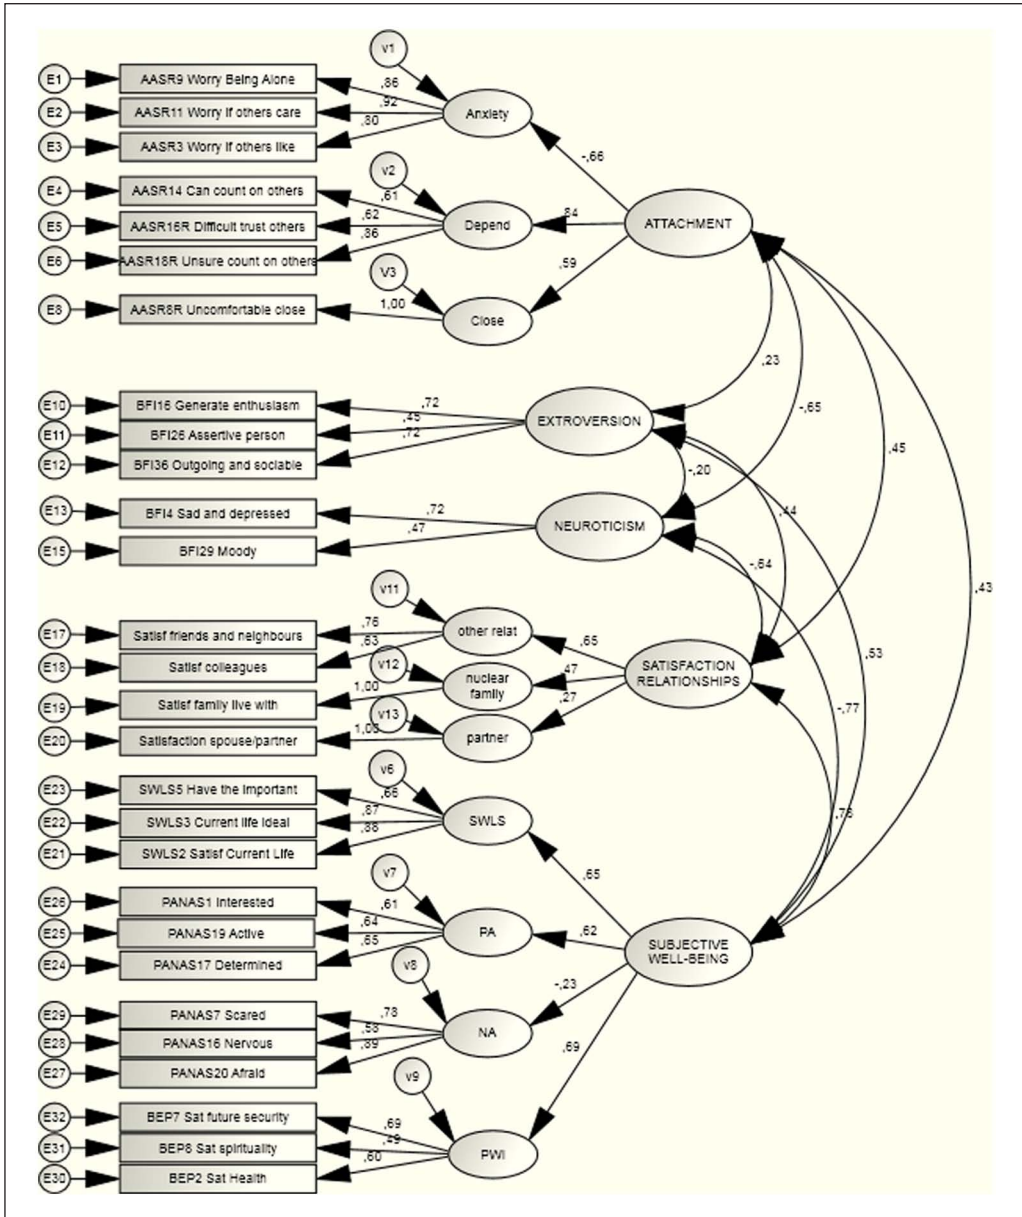 v1
E1
AASR9 Worry Being Alone
,86
E2
AASR11 Worry if others care
,92
Anxiety
E3
AASR3 Worry if others like
,80
-,66
v2
E4
AASR14 Can count on others
,61
E5
AASR16R Difficult trust others
,62
Depend
,84
ATTACHMENT
E6
AASR18R Unsure count on others
,86
V3
,59
E8
AASR8R Uncomfortable close
1,00
Close
,23
E10
BFI16 Generate enthusiasm
,72
-,65
E11
BFI26 Assertive person
EXTROVERSION
E12
BFI36 Outgoing and sociable
,72
,45
-,20
E13
BFI4 Sad and depressed
,72
,44
NEUROTICISM
E15
BFI29 Moody
,47
-,64
v11
,43
E17
Satisf friends and neighbours
,76
other relat
,65
,53
E18
Satisf colleagues
,63
v12
SATISFACTION
RELATIONSHIPS
nuclear
family
,47
E19
Satisf family live with
1,00
,27
-,77
v13
E20
Satisfaction spouse/partner
partner
v6
E23
SWLS5 Have the important
,66
E22
SWLS3 Current life ideal
,87
SWLS
E21
SWLS2 Satisf Current Life
,88
,65
v7
E26
PANAS1 Interested
,61
E25
PANAS19 Active
,64
PA
,62
E24
PANAS17 Determined
,65
SUBJECTIVE
WELL-BEING
v8
-,23
E29
PANAS7 Scared
E28
PANAS16 Nervous
NA
E27
PANAS20 Afraid
,89
,69
v9
E32
BEP7 Sat future security
,69
E31
BEP8 Sat spirituality
,49
PWI
E30
BEP2 Sat Health
,60